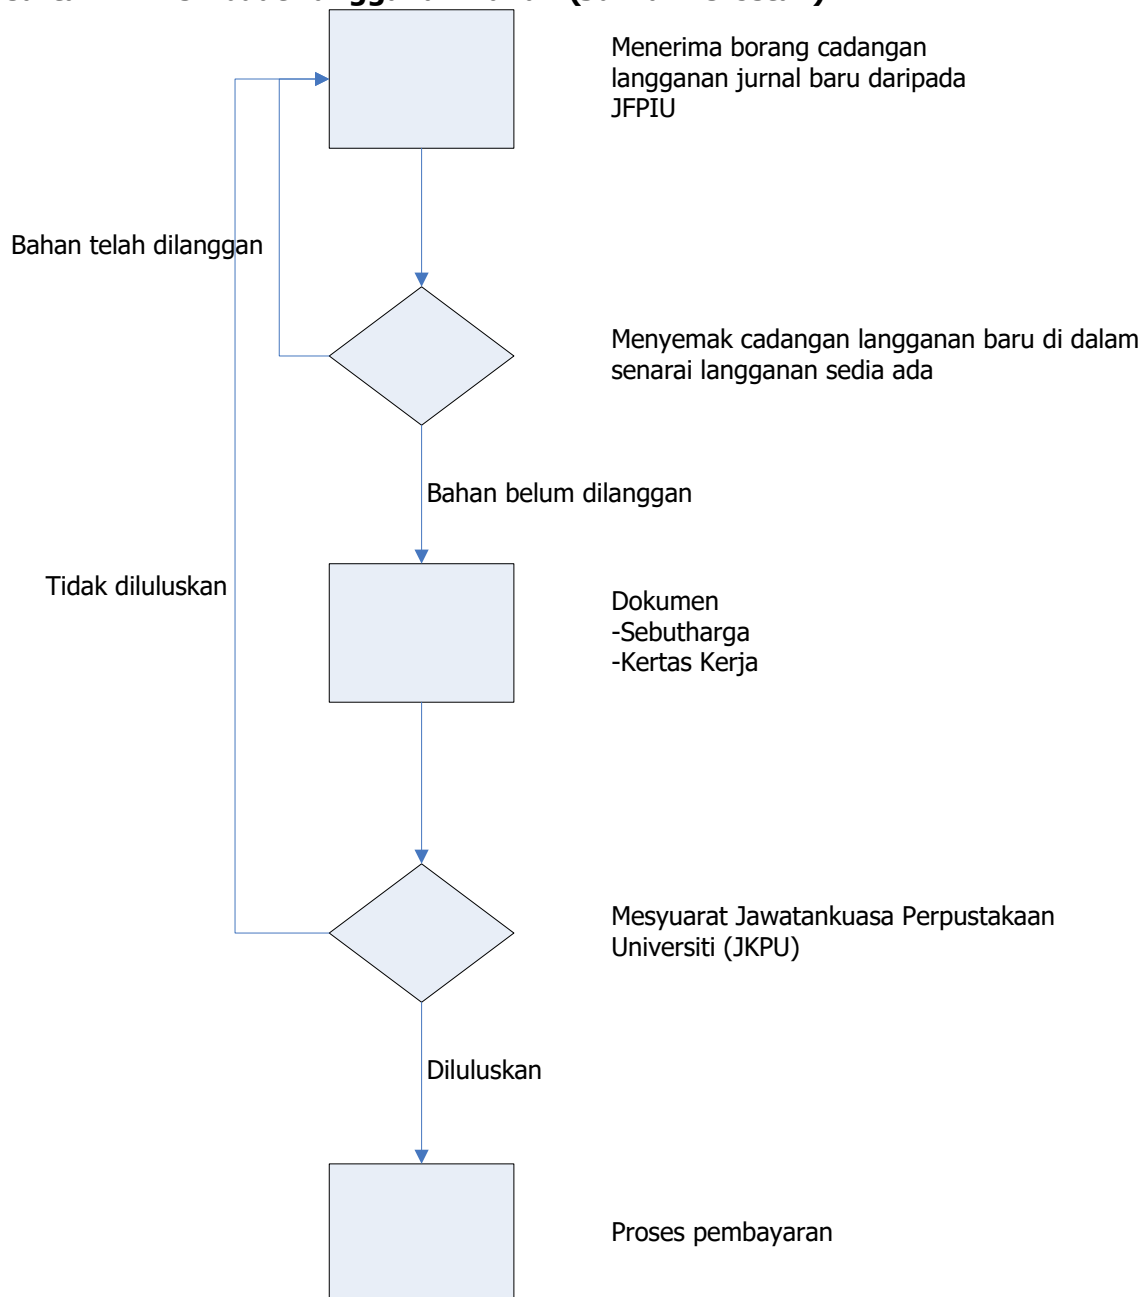 Menerima borang cadangan
langganan jurnal baru daripada
JFPIU
Bahan telah dilanggan
Menyemak cadangan langganan baru di dalam
senarai langganan sedia ada
Bahan belum dilanggan
Tidak diluluskan
Dokumen
-Sebutharga
-Kertas Kerja
Mesyuarat Jawatankuasa Perpustakaan
Universiti (JKPU)
Diluluskan
Proses pembayaran